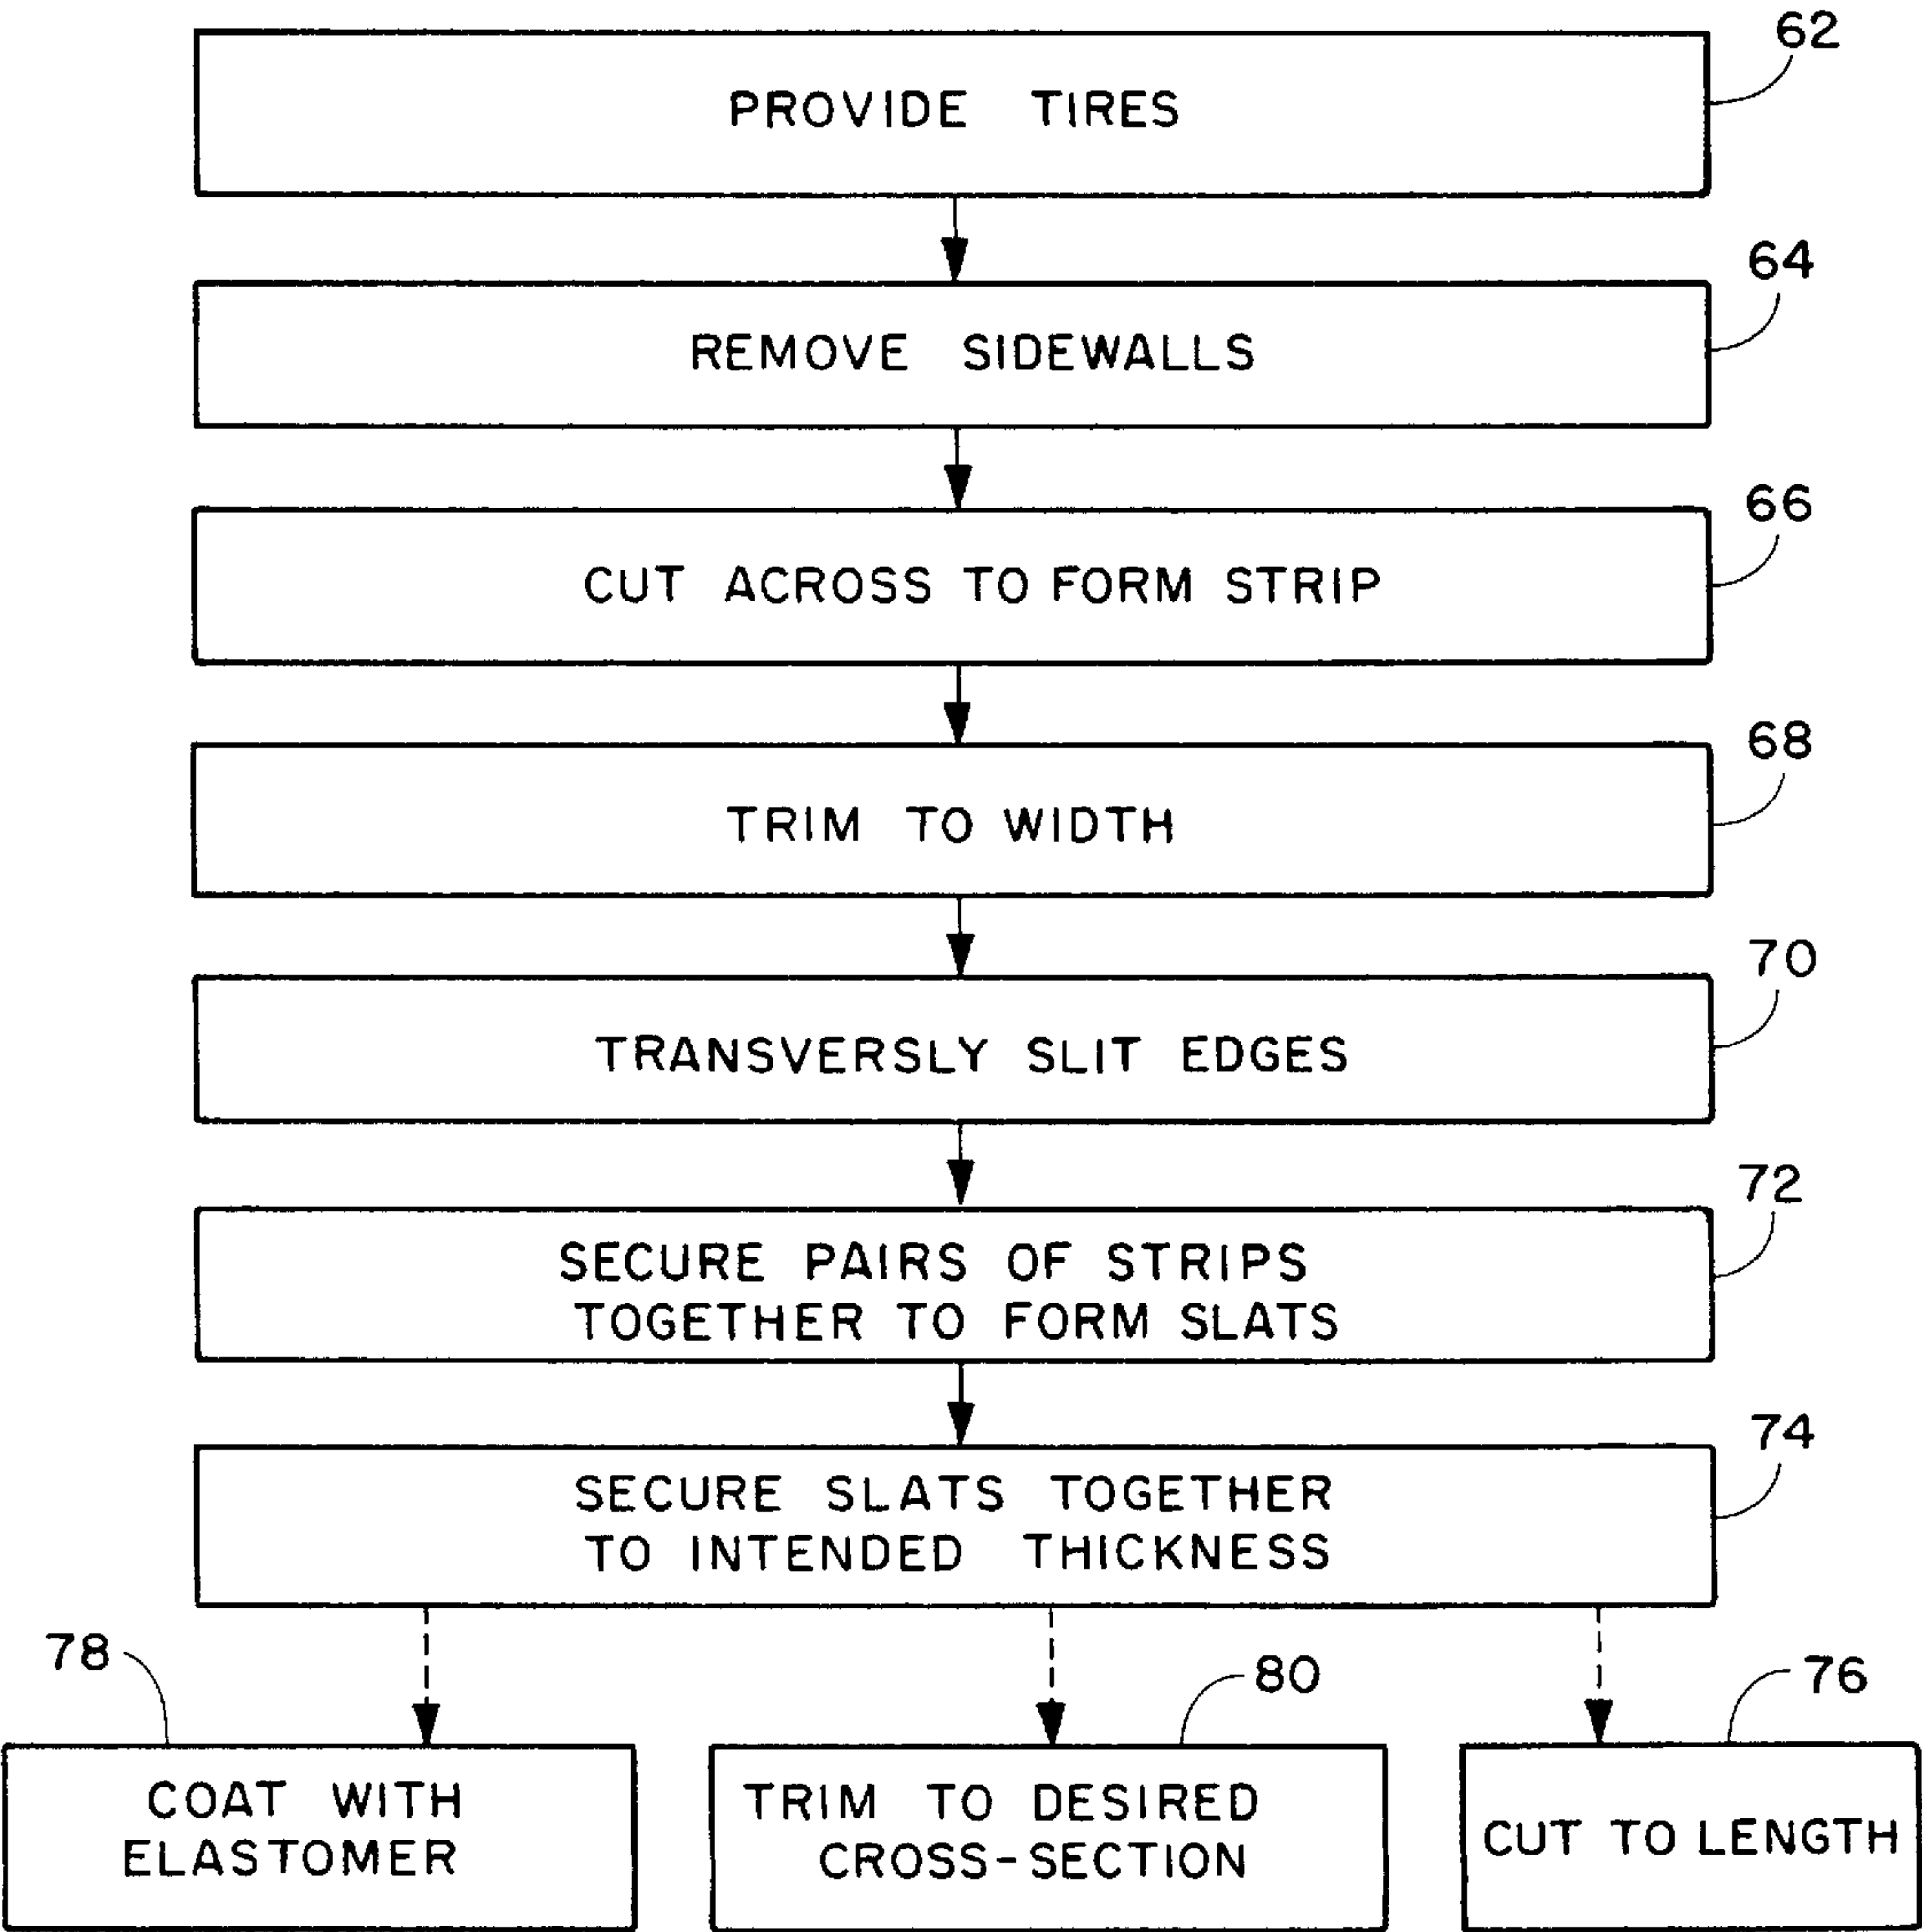 62
PROVIDE TIRES
64
REMOVE SIDEWALLS
66
CUT ACROSS TO FORM STRIP
68
TRIM TO WIDTH
70
TRANSVERSLY SLIT EDGES
72
SECURE PAIRS OF STRIPS
TOGETHER TO FORM SLATS
74
SECURE SLATS TOGETHER
TO INTENDED THICKNESS
78
COAT WITH
ELASTOMER
80
TRIM TO DESIRED
CROSS-SECTION
76
CUT TO LENGTH